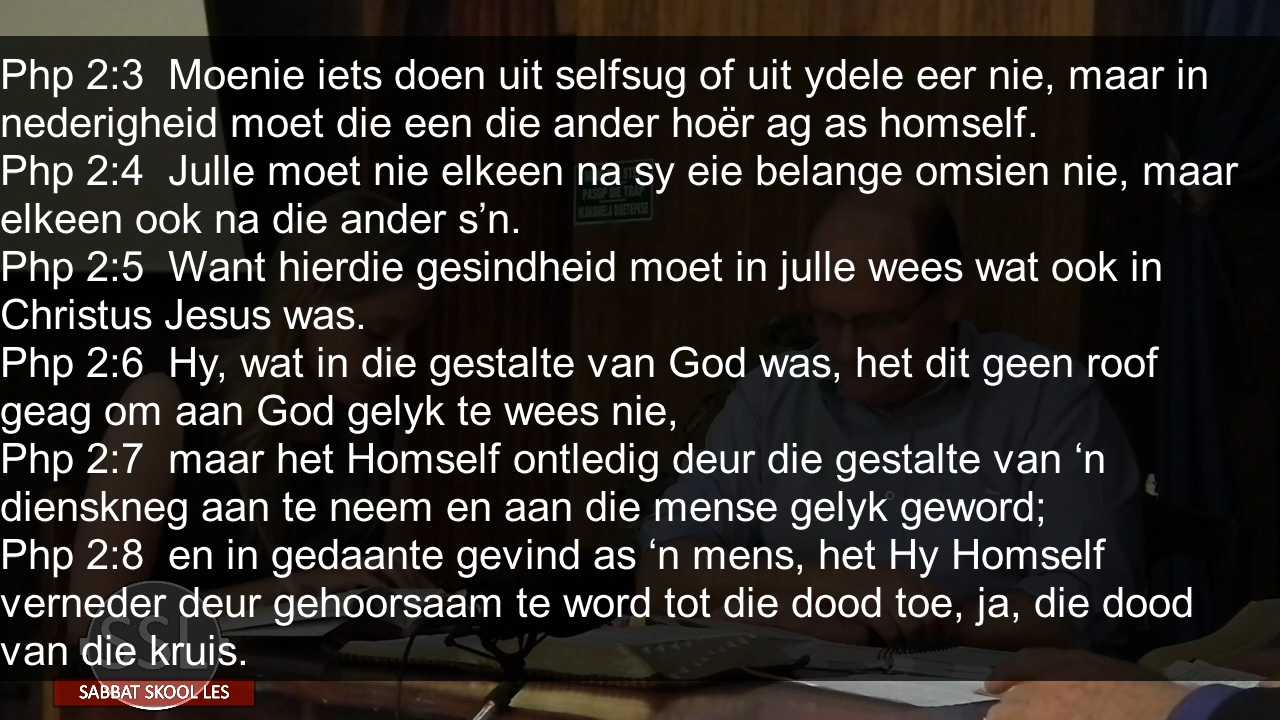 Php 2:3  Moenie iets doen uit selfsug of uit ydele eer nie, maar in
nederigheid moet die een die ander hoër ag as homself.
Php 2:4  Julle moet nie elkeen na sy eie belange omsien nie, maar
elkeen ook na die ander s’n.
Php 2:5  Want hierdie gesindheid moet in julle wees wat ook in
Christus Jesus was.
Php 2:6  Hy, wat in die gestalte van God was, het dit geen roof
geag om aan God gelyk te wees nie,
Php 2:7  maar het Homself ontledig deur die gestalte van ‘n
dienskneg aan te neem en aan die mense gelyk geword;
Php 2:8  en in gedaante gevind as ‘n mens, het Hy Homself
verneder deur gehoorsaam te word tot die dood toe, ja, die dood
van die kruis.
SSL
SABBAT SKOOL LES